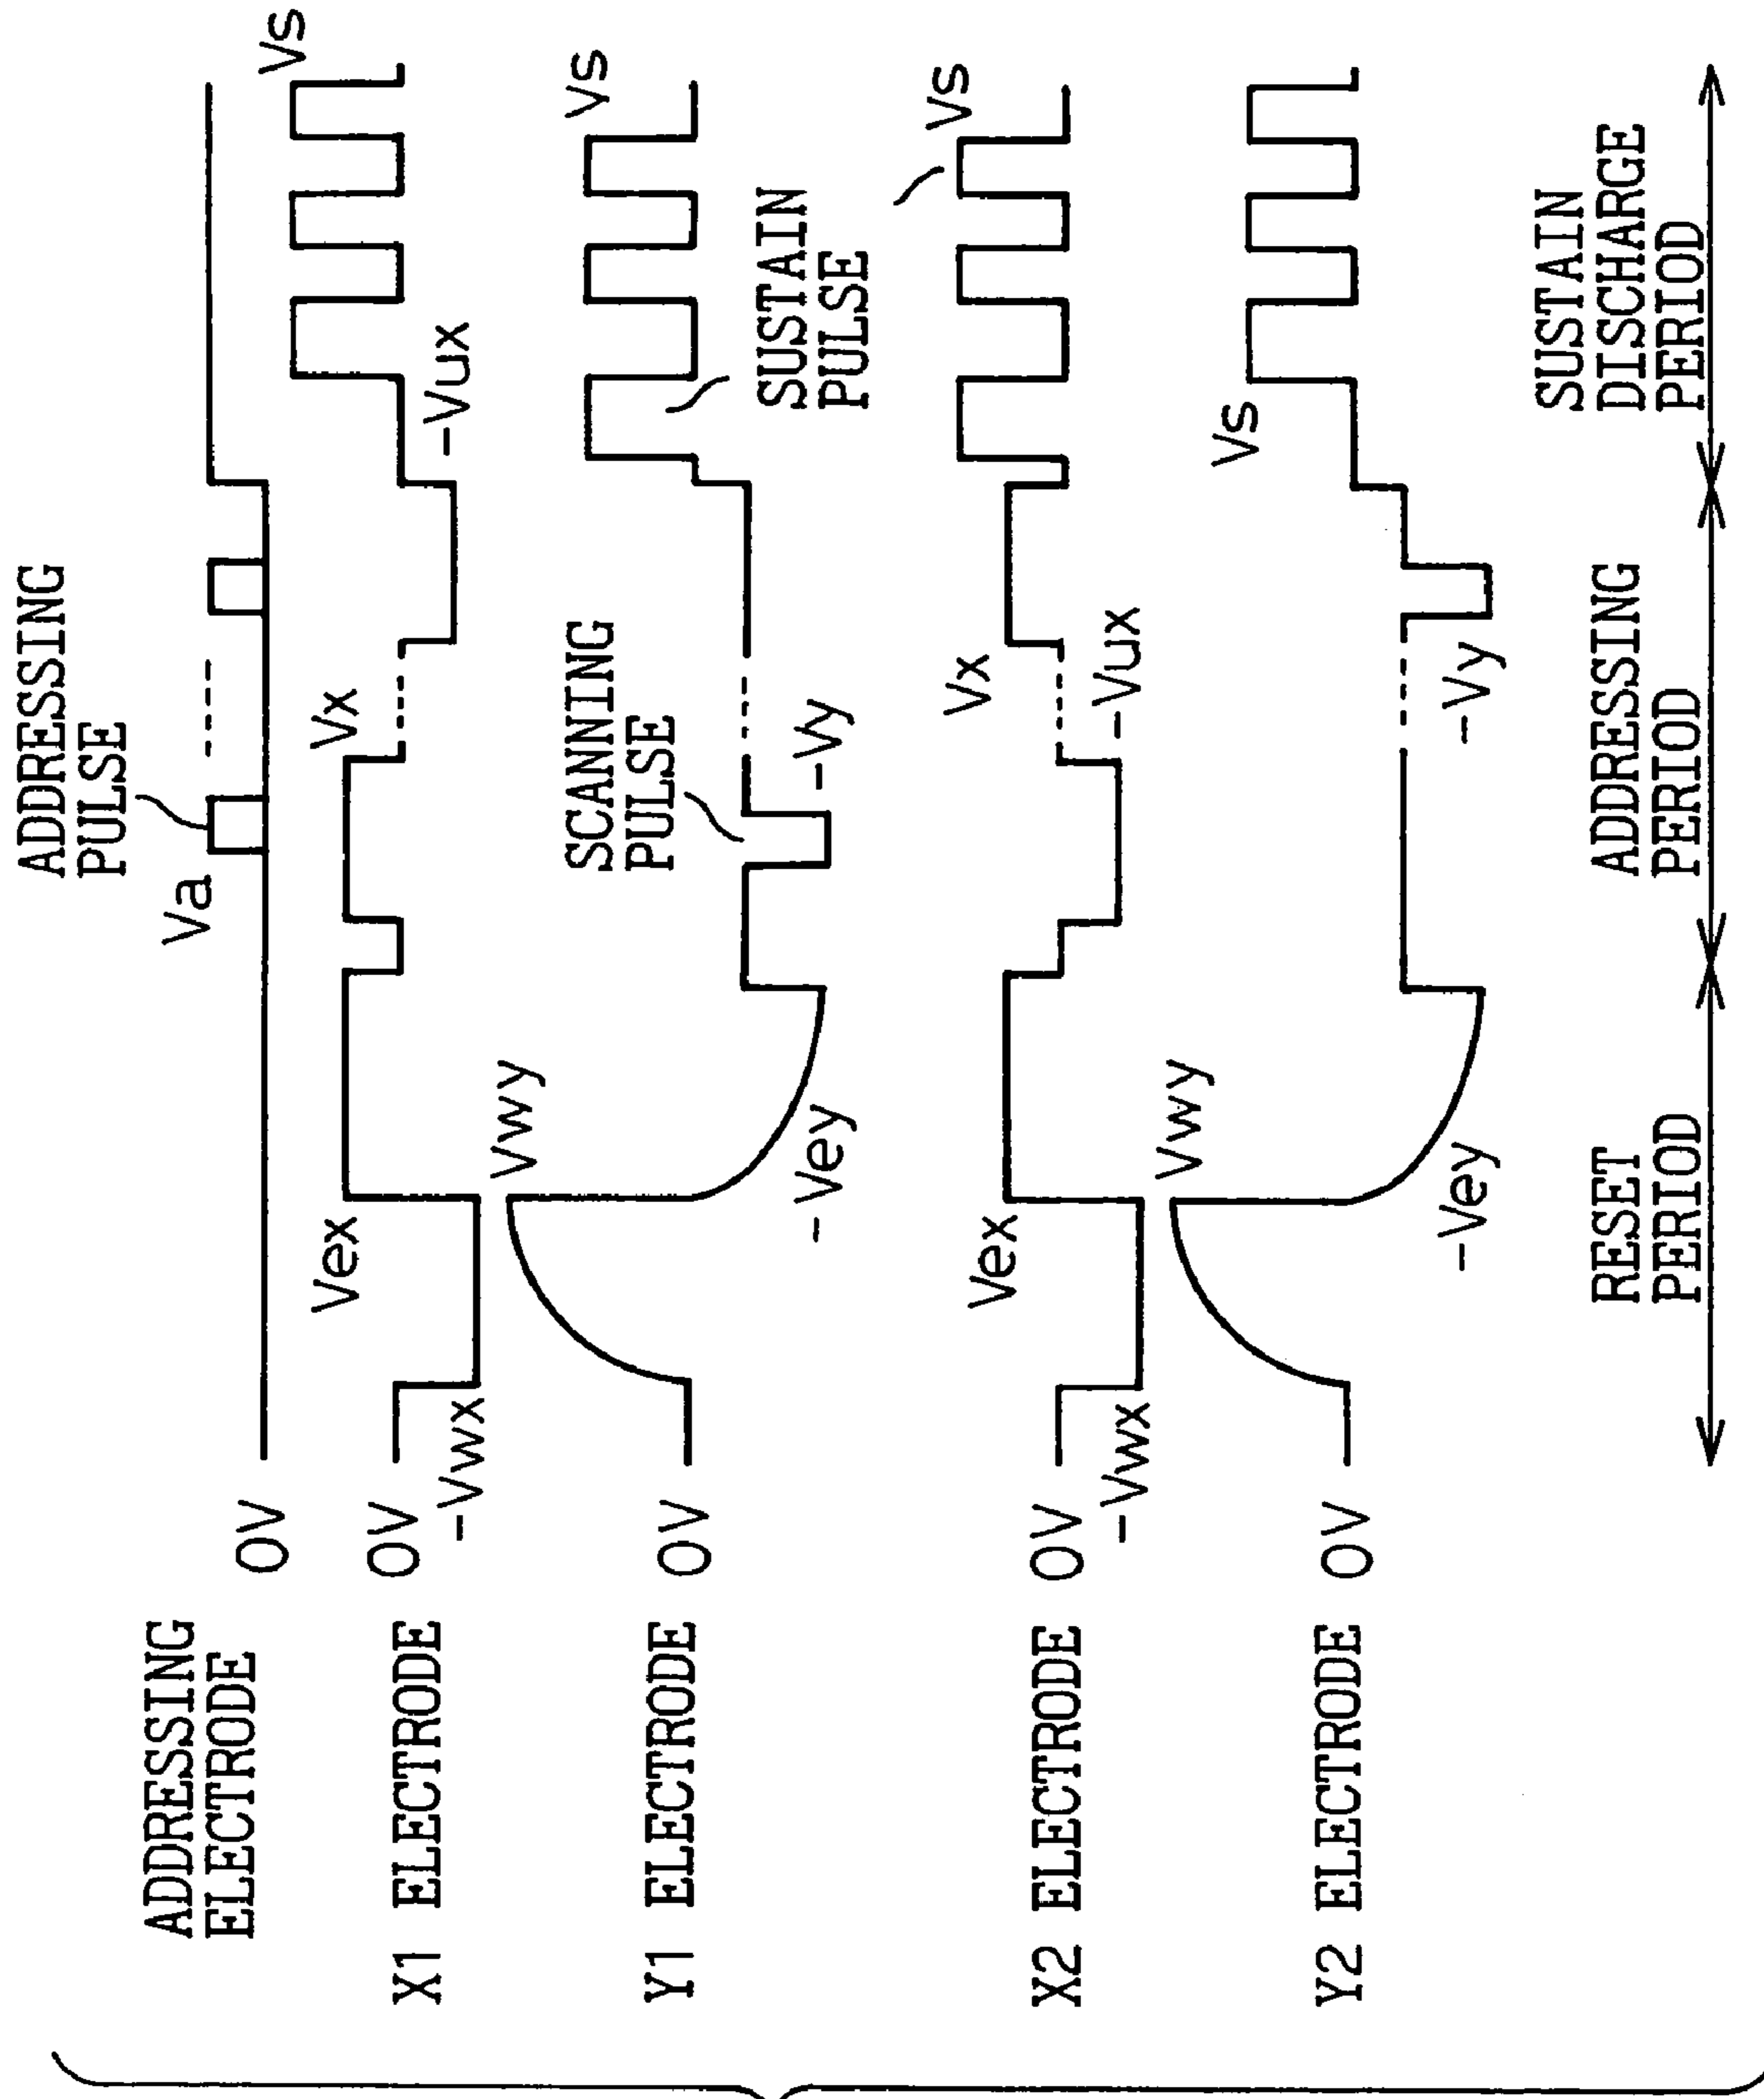 ADDRESSING
ELECTRODE
0V
Va
ADDRESSING
PULSE
X1 ELECTRODE
0V
-Vwx
Vex
Vx
-Vux
Vs
Y1 ELECTRODE
0V
Vwy
-Vey
SCANNING
PULSE
-Vy
Vs
SUSTAIN
PULSE
X2 ELECTRODE
0V
-Vwx
Vex
Vx
-Vux
Vs
Y2 ELECTRODE
0V
Vwy
-Vey
-Vy
Vs
RESET
PERIOD
ADDRESSING
PERIOD
SUSTAIN
DISCHARGE
PERIOD